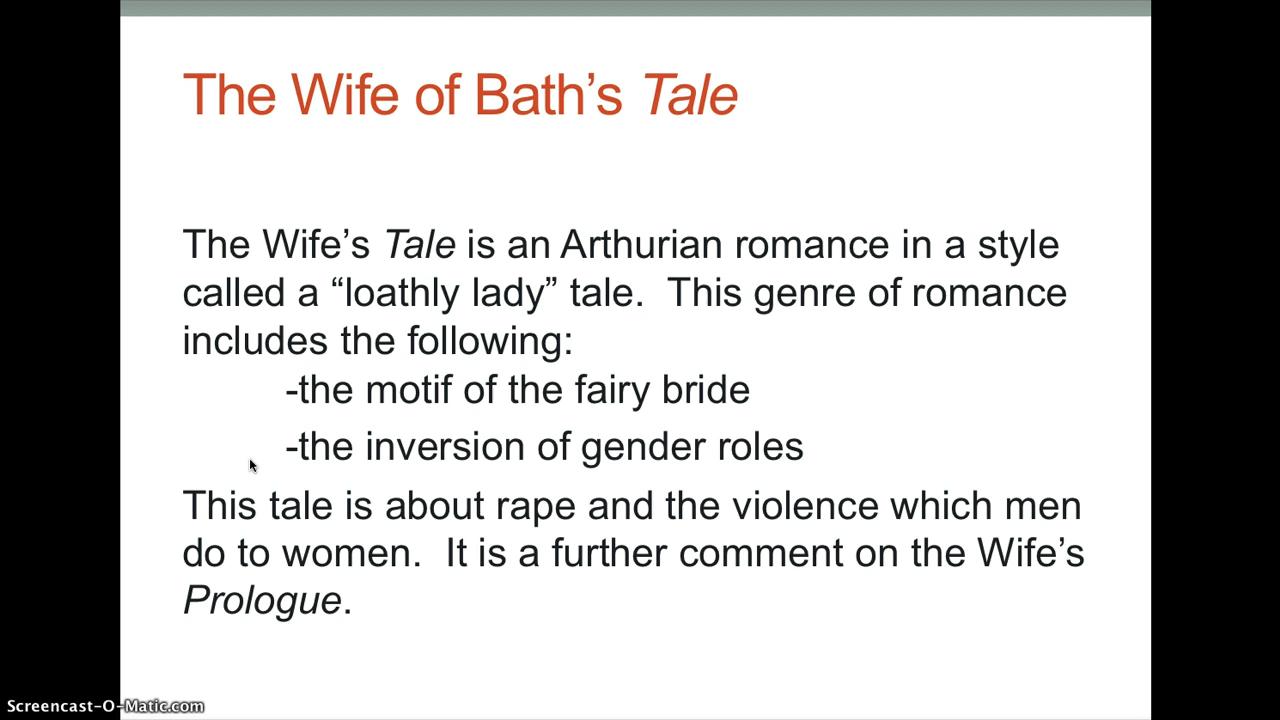 The Wife of Bath’s Tale
The Wife’s Tale is an Arthurian romance in a style
called a “loathly lady” tale.  This genre of romance
includes the following:
-the motif of the fairy bride
-the inversion of gender roles
This tale is about rape and the violence which men
do to women.  It is a further comment on the Wife’s
Prologue.
Screencast-O-Matic.com